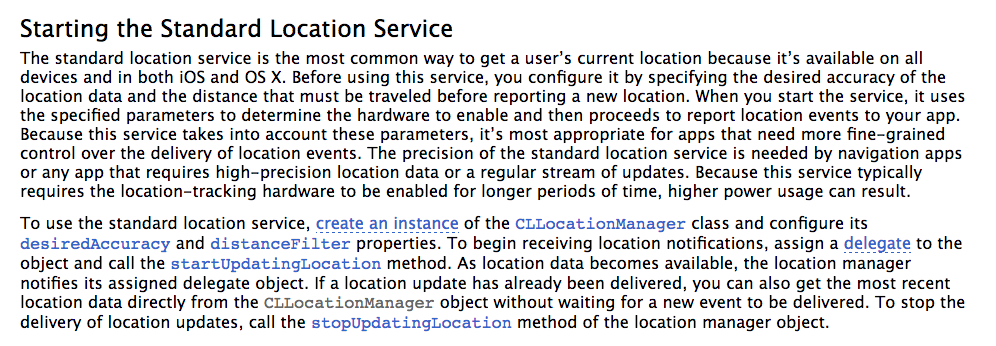 Starting the Standard Location Service
The standard location service is the most common way to get a user’s current location because it’s available on all
devices and in both iOS and OS X. Before using this service, you configure it by specifying the desired accuracy of the
location data and the distance that must be traveled before reporting a new location. When you start the service, it uses
the specified parameters to determine the hardware to enable and then proceeds to report location events to your app.
Because this service takes into account these parameters, it’s most appropriate for apps that need more fine-grained
control over the delivery of location events. The precision of the standard location service is needed by navigation apps
or any app that requires high-precision location data or a regular stream of updates. Because this service typically
requires the location-tracking hardware to be enabled for longer periods of time, higher power usage can result.
To use the standard location service, create an instance of the CLLocationManager class and configure its
desiredAccuracy and distanceFilter properties. To begin receiving location notifications, assign a delegate to the
object and call the startUpdatingLocation method. As location data becomes available, the location manager
notifies its assigned delegate object. If a location update has already been delivered, you can also get the most recent
location data directly from the CLLocationManager object without waiting for a new event to be delivered. To stop the
delivery of location updates, call the stopUpdatingLocation method of the location manager object.